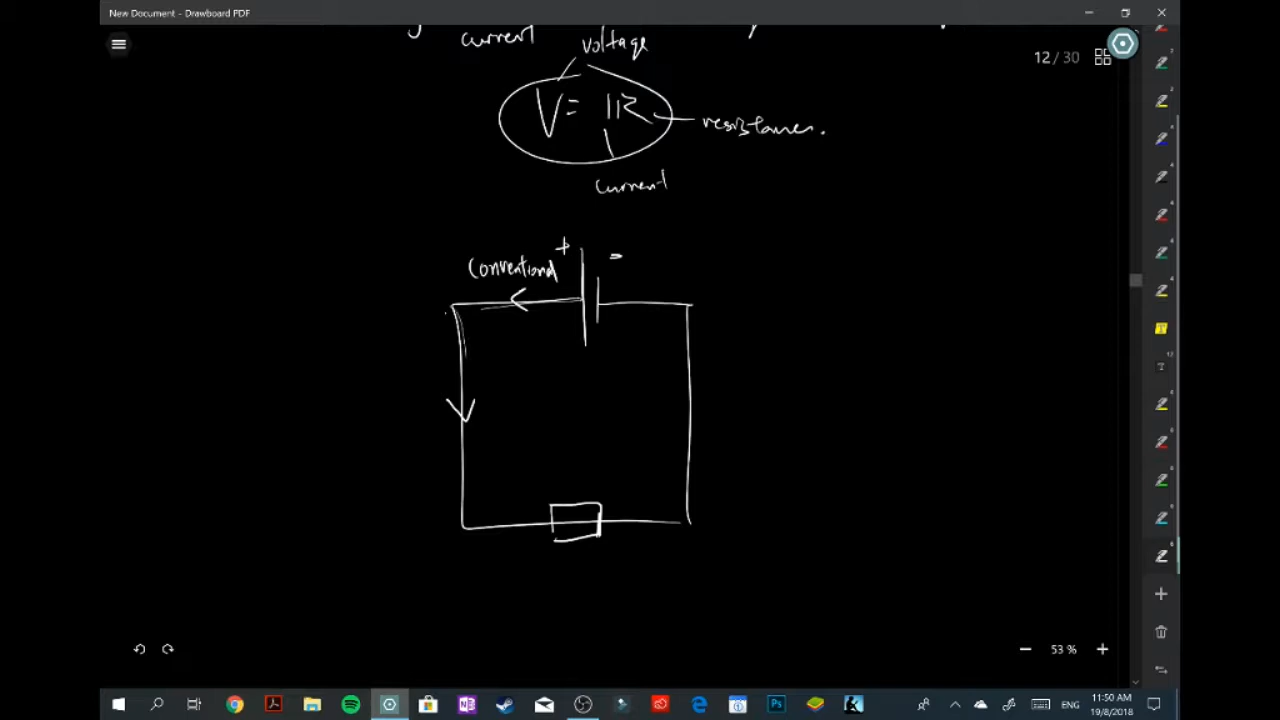 New Document - Drawboard PDF
12 / 30
current
voltage
V = IR
resistance.
current
Conventional
+
-
53 %
11:50 AM
ENG
19/8/2018